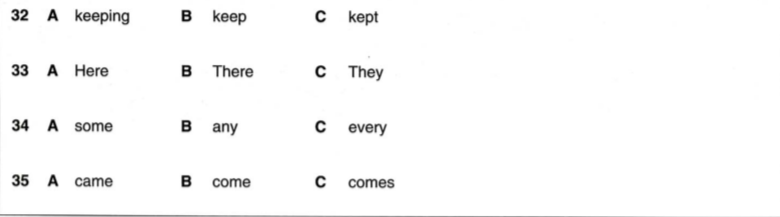 32 A keeping B keep C kept
33 A Here B There C They
34 A some B any C every
35 A came B come C comes